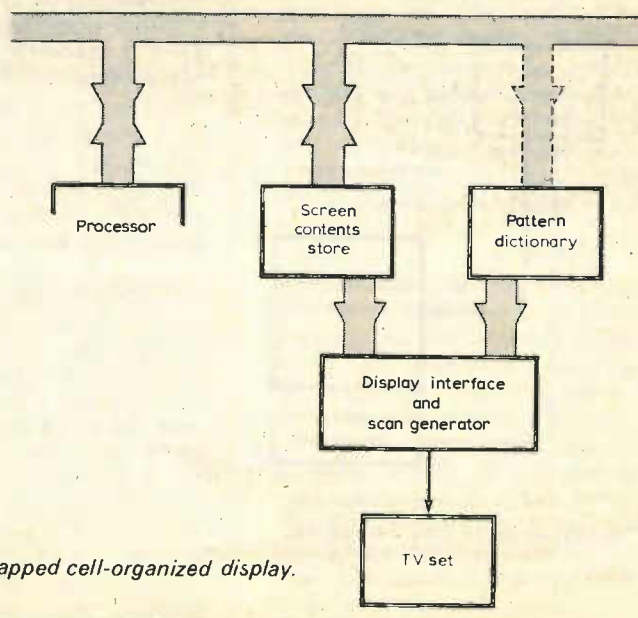 Processor
Screen
contents
store
Pattern
dictionary
Display interface
and
scan generator
TV set
apped cell-organized display.